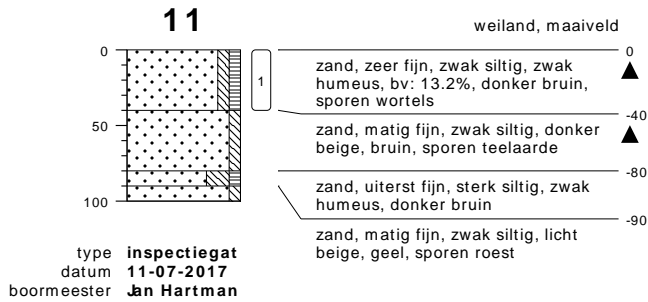 11
weiland, maaiveld
0
0
zand, zeer fijn, zwak siltig, zwak
humeus, bv: 13.2%, donker bruin,
sporen wortels
1
-40
50
zand, matig fijn, zwak siltig, donker
beige, bruin, sporen teelaarde
-80
zand, uiterst fijn, sterk siltig, zwak
humeus, donker bruin
100
-90
zand, matig fijn, zwak siltig, licht
beige, geel, sporen roest
type inspectiegat
datum 11-07-2017
boormeester Jan Hartman